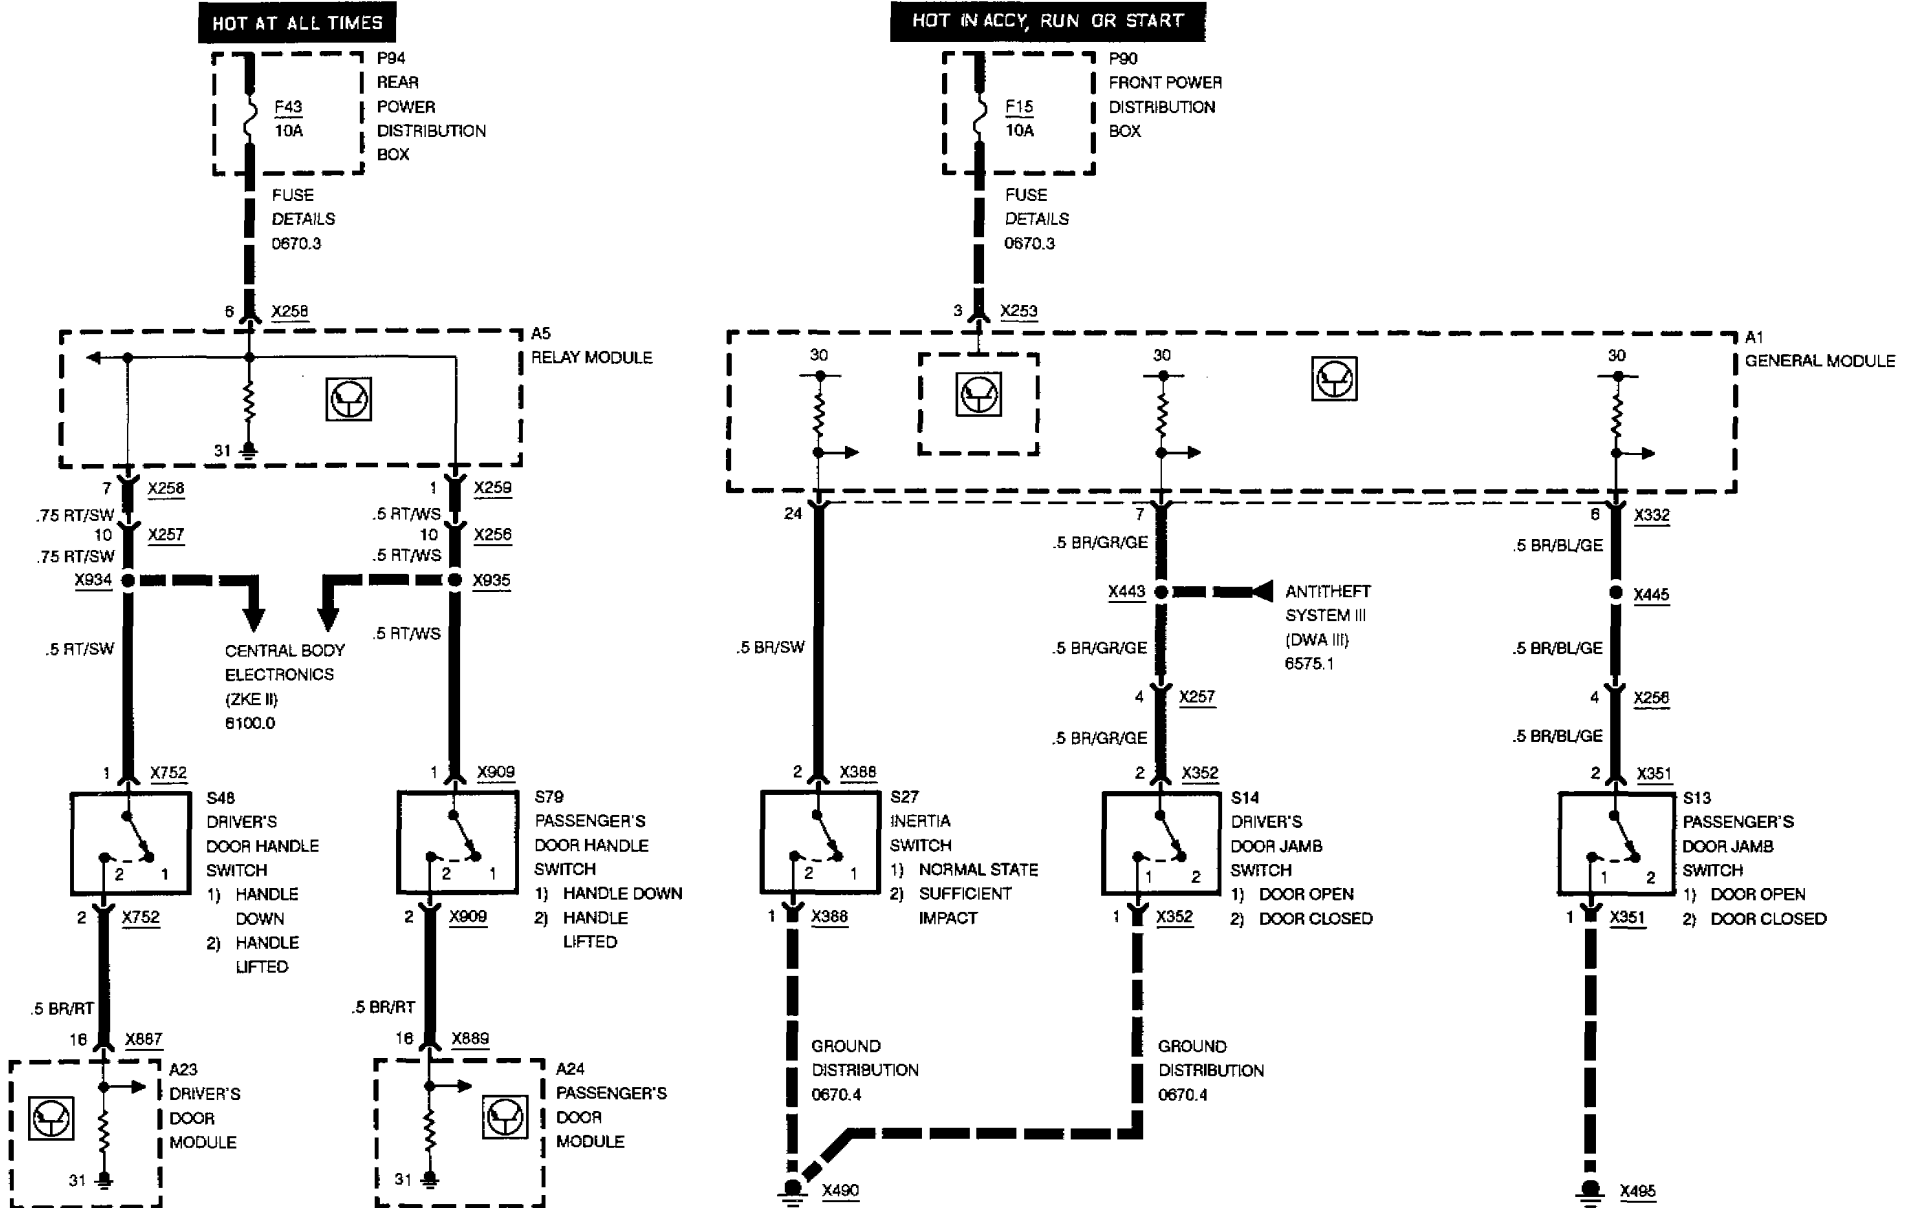 HOT AT ALL TIMES
HOT IN ACCY, RUN OR START
P94
REAR
POWER
DISTRIBUTION
BOX
F43
10A
FUSE
DETAILS
0670.3
P90
FRONT POWER
DISTRIBUTION
BOX
F15
10A
FUSE
DETAILS
0670.3
6 X258
3 X253
A5
RELAY MODULE
31
A1
GENERAL MODULE
30
30
30
7 X258
1 X259
.75 RT/SW
.5 RT/WS
10 X257
10 X256
.75 RT/SW
.5 RT/WS
X934
X935
.5 RT/SW
.5 RT/WS
CENTRAL BODY
ELECTRONICS
(ZKE II)
6100.0
24
7
6 X332
.5 BR/GR/GE
.5 BR/BL/GE
X443
ANTITHEFT
SYSTEM III
(DWA III)
6575.1
X445
.5 BR/SW
.5 BR/GR/GE
.5 BR/BL/GE
4 X257
4 X256
.5 BR/GR/GE
.5 BR/BL/GE
1 X752
1 X909
2 X388
2 X352
2 X351
S48
DRIVER'S
DOOR HANDLE
SWITCH
1) HANDLE
DOWN
2) HANDLE
LIFTED
2 1
S79
PASSENGER'S
DOOR HANDLE
SWITCH
1) HANDLE DOWN
2) HANDLE
LIFTED
2 1
S27
INERTIA
SWITCH
1) NORMAL STATE
2) SUFFICIENT
IMPACT
2 1
S14
DRIVER'S
DOOR JAMB
SWITCH
1) DOOR OPEN
2) DOOR CLOSED
1 2
S13
PASSENGER'S
DOOR JAMB
SWITCH
1) DOOR OPEN
2) DOOR CLOSED
1 2
2 X752
2 X909
1 X388
1 X352
1 X351
.5 BR/RT
.5 BR/RT
16 X887
16 X889
A23
DRIVER'S
DOOR
MODULE
31
A24
PASSENGER'S
DOOR
MODULE
31
GROUND
DISTRIBUTION
0670.4
GROUND
DISTRIBUTION
0670.4
X490
X495